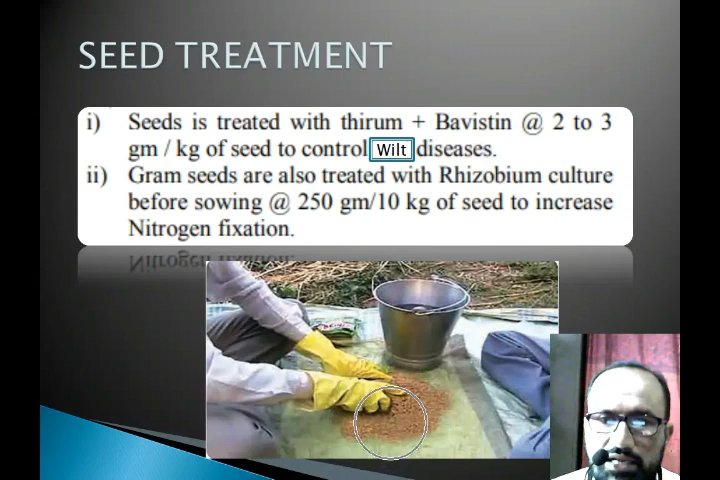 SEED TREATMENT
i) Seeds is treated with thirum + Bavistin @ 2 to 3
gm / kg of seed to control Wilt diseases.
ii) Gram seeds are also treated with Rhizobium culture
before sowing @ 250 gm/10 kg of seed to increase
Nitrogen fixation.